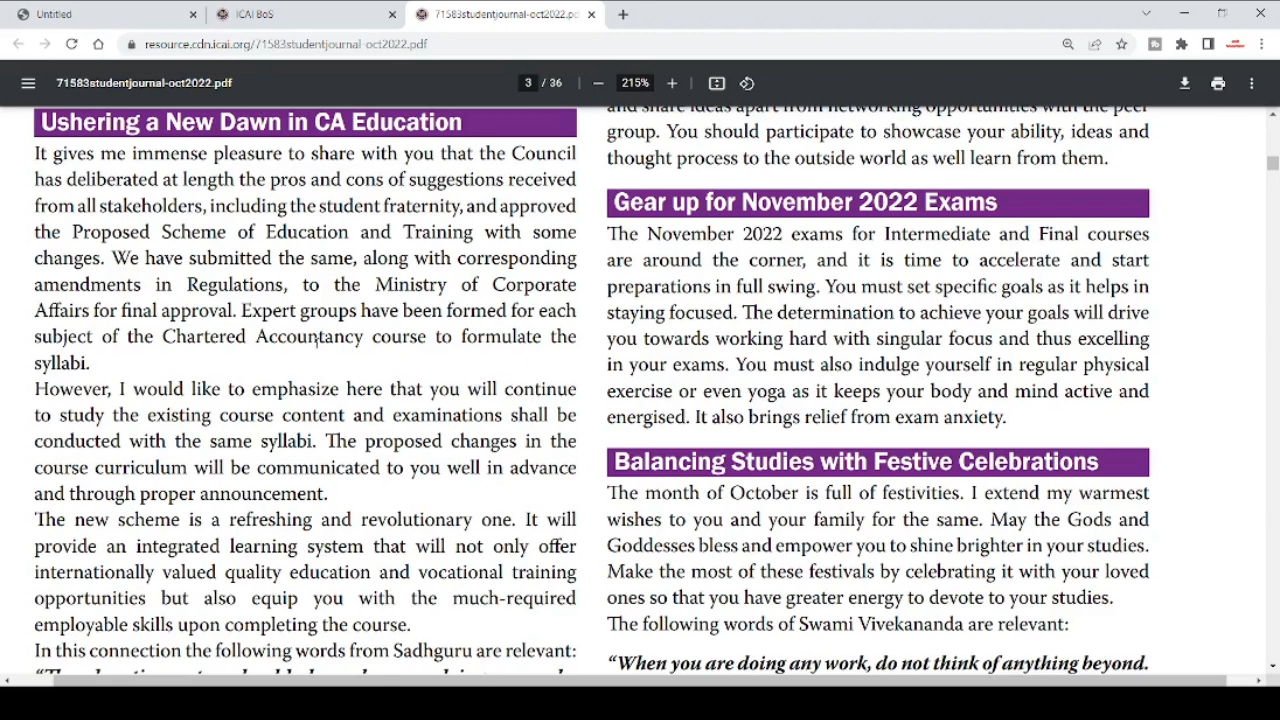 Untitled
ICAI BoS
71583studentjournal-oct2022.pdf
resource.cdn.icai.org/71583studentjournal-oct2022.pdf
71583studentjournal-oct2022.pdf
3 / 36
215%
Ushering a New Dawn in CA Education
It gives me immense pleasure to share with you that the Council
has deliberated at length the pros and cons of suggestions received
from all stakeholders, including the student fraternity, and approved
the Proposed Scheme of Education and Training with some
changes. We have submitted the same, along with corresponding
amendments in Regulations, to the Ministry of Corporate
Affairs for final approval. Expert groups have been formed for each
subject of the Chartered Accountancy course to formulate the
syllabi.
However, I would like to emphasize here that you will continue
to study the existing course content and examinations shall be
conducted with the same syllabi. The proposed changes in the
course curriculum will be communicated to you well in advance
and through proper announcement.
The new scheme is a refreshing and revolutionary one. It will
provide an integrated learning system that will not only offer
internationally valued quality education and vocational training
opportunities but also equip you with the much-required
employable skills upon completing the course.
In this connection the following words from Sadhguru are relevant:
and share ideas apart from networking opportunities with the peer
group. You should participate to showcase your ability, ideas and
thought process to the outside world as well learn from them.
Gear up for November 2022 Exams
The November 2022 exams for Intermediate and Final courses
are around the corner, and it is time to accelerate and start
preparations in full swing. You must set specific goals as it helps in
staying focused. The determination to achieve your goals will drive
you towards working hard with singular focus and thus excelling
in your exams. You must also indulge yourself in regular physical
exercise or even yoga as it keeps your body and mind active and
energised. It also brings relief from exam anxiety.
Balancing Studies with Festive Celebrations
The month of October is full of festivities. I extend my warmest
wishes to you and your family for the same. May the Gods and
Goddesses bless and empower you to shine brighter in your studies.
Make the most of these festivals by celebrating it with your loved
ones so that you have greater energy to devote to your studies.
The following words of Swami Vivekananda are relevant:
“When you are doing any work, do not think of anything beyond.